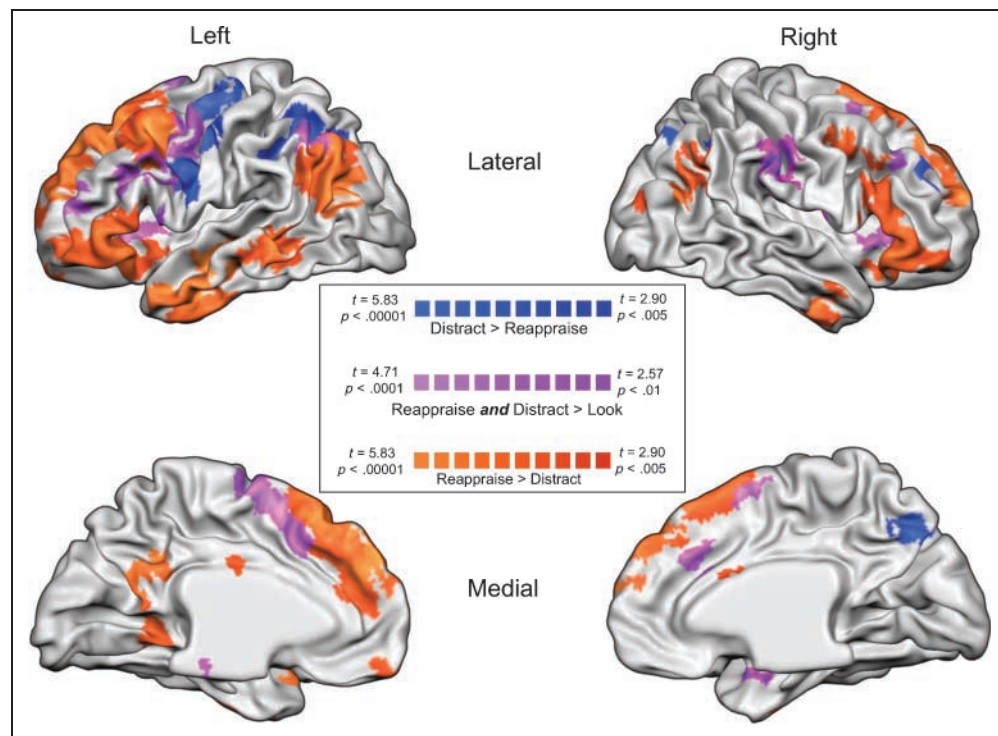 Left
Right
Lateral
t = 5.83
p < .00001
t = 2.90
p < .005
Distract > Reappraise
t = 4.71
p < .0001
t = 2.57
p < .01
Reappraise and Distract > Look
t = 5.83
p < .00001
t = 2.90
p < .005
Reappraise > Distract
Medial